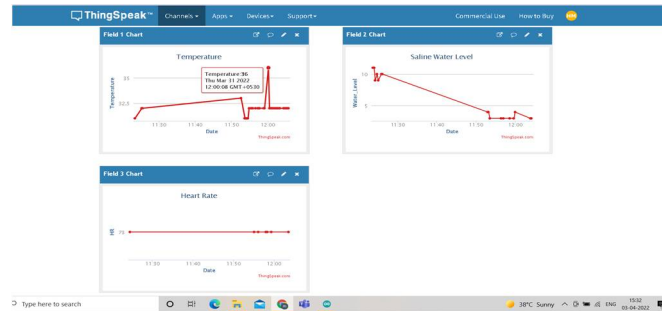 ThingSpeak™ Channels Apps Devices Support Commercial Use How to Buy
Field 1 Chart
Temperature
Temperature:36
Thu Mar 31 2022
12:00:08 GMT+0530
Temperature
35
32.5
11:30 11:40 11:50 12:00
Date
ThingSpeak.com
Field 2 Chart
Saline Water Level
Water_Level
10
5
11:30 11:40 11:50 12:00
Date
ThingSpeak.com
Field 3 Chart
Heart Rate
HR
75
11:30 11:40 11:50 12:00
Date
ThingSpeak.com
Type here to search
38°C Sunny ENG 15:32
03-04-2022